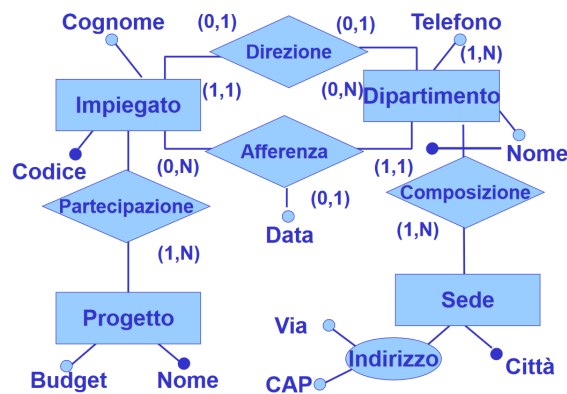 Cognome
(0,1)
(0,1)
Telefono
Direzione
(1,N)
Impiegato
(1,1)
(0,N)
Dipartimento
Afferenza
Codice
(0,N)
(1,1)
Nome
Partecipazione
(0,1)
Composizione
Data
(1,N)
(1,N)
Progetto
Sede
Via
Indirizzo
Città
Budget
Nome
CAP